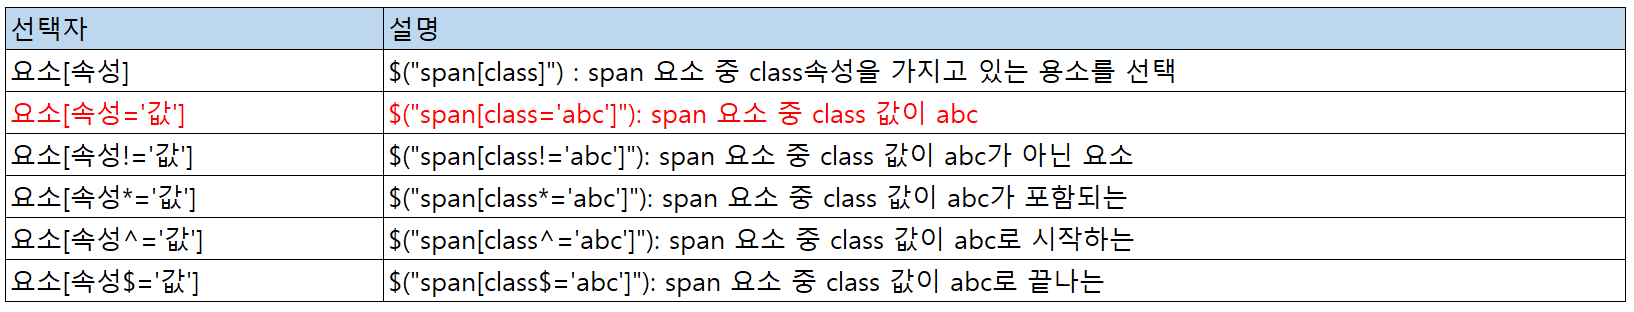 선택자 설명
요소[속성] $("span[class]") : span 요소 중 class속성을 가지고 있는 용소를 선택
요소[속성='값'] $("span[class='abc']"): span 요소 중 class 값이 abc
요소[속성!='값'] $("span[class!='abc']"): span 요소 중 class 값이 abc가 아닌 요소
요소[속성*='값'] $("span[class*='abc']"): span 요소 중 class 값이 abc가 포함되는
요소[속성^='값'] $("span[class^='abc']"): span 요소 중 class 값이 abc로 시작하는
요소[속성$='값'] $("span[class$='abc']"): span 요소 중 class 값이 abc로 끝나는